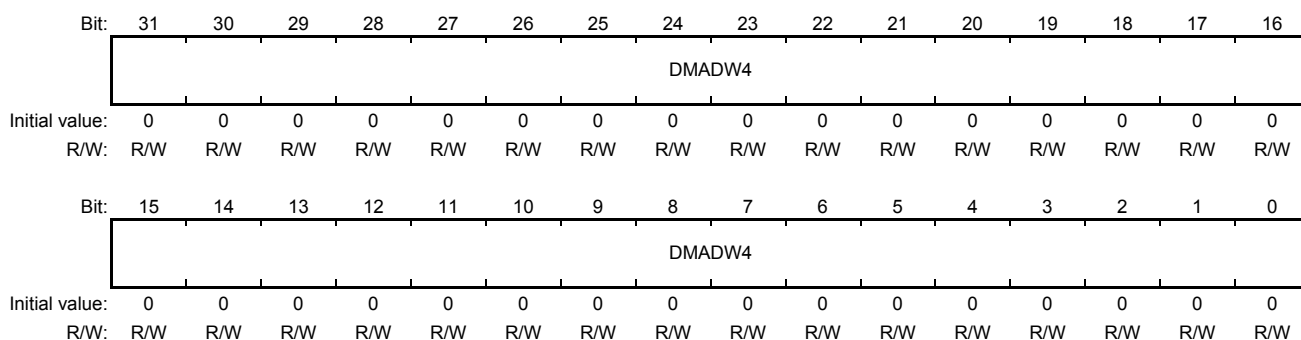 Bit: 31 30 29 28 27 26 25 24 23 22 21 20 19 18 17 16
DMADW4
Initial value: 0 0 0 0 0 0 0 0 0 0 0 0 0 0 0 0
R/W: R/W R/W R/W R/W R/W R/W R/W R/W R/W R/W R/W R/W R/W R/W R/W R/W
Bit: 15 14 13 12 11 10 9 8 7 6 5 4 3 2 1 0
DMADW4
Initial value: 0 0 0 0 0 0 0 0 0 0 0 0 0 0 0 0
R/W: R/W R/W R/W R/W R/W R/W R/W R/W R/W R/W R/W R/W R/W R/W R/W R/W